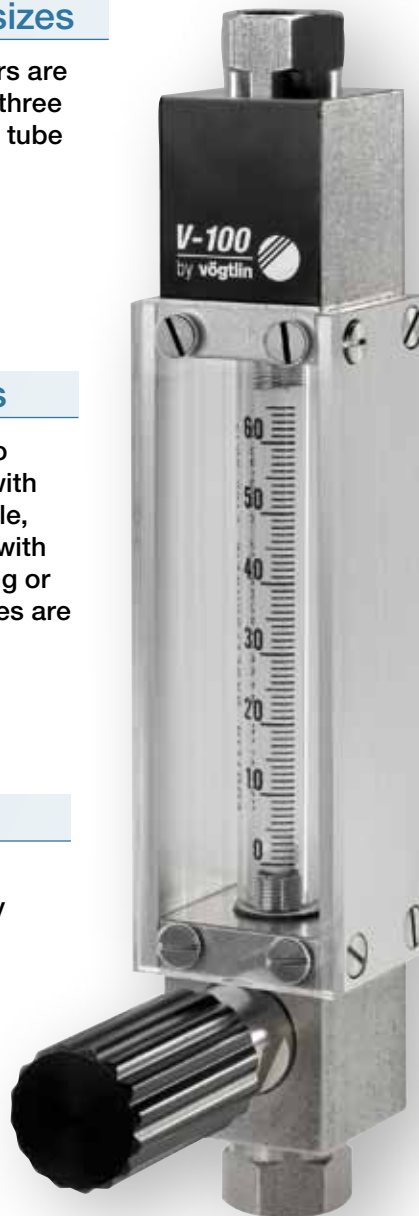 sizes
rs are
three
tube
V-100
by vögtlin
s
o
with
le,
with
g or
es are
y
60
50
40
30
20
10
0